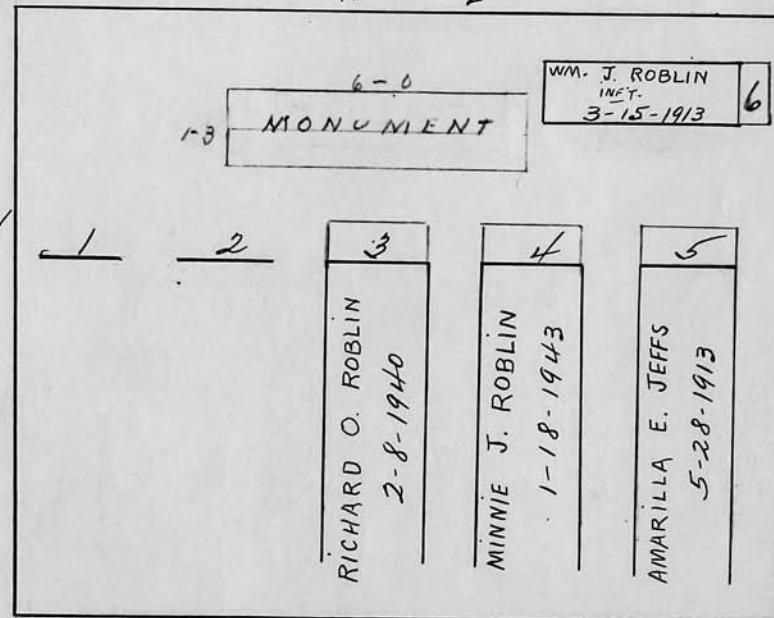 6-0
1-3 MONUMENT
WM. J. ROBLIN
INFT.
3-15-1913
6
1
2
3
RICHARD O. ROBLIN
2-8-1940
4
MINNIE J. ROBLIN
1-18-1943
5
AMARILLA E. JEFFS
5-28-1913